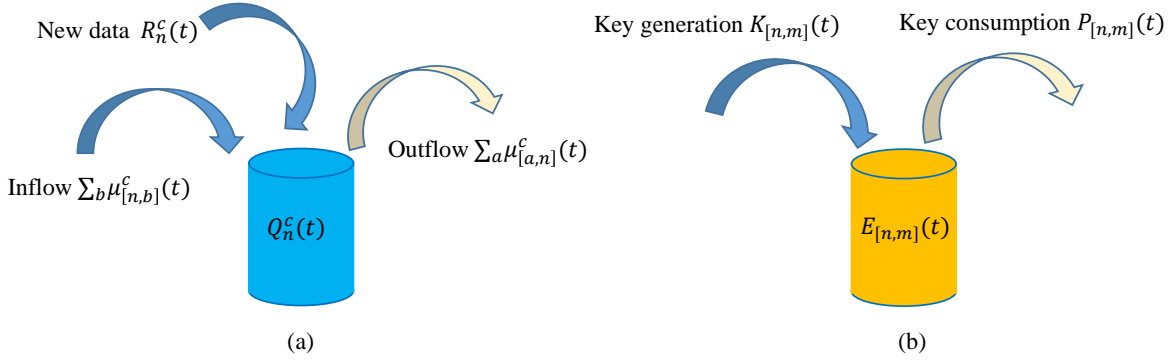 New data $R_n^c(t)$
Inflow $\sum_b \mu_{[n,b]}^c(t)$
Outflow $\sum_a \mu_{[a,n]}^c(t)$
$Q_n^c(t)$
(a)
Key generation $K_{[n,m]}(t)$
Key consumption $P_{[n,m]}(t)$
$E_{[n,m]}(t)$
(b)